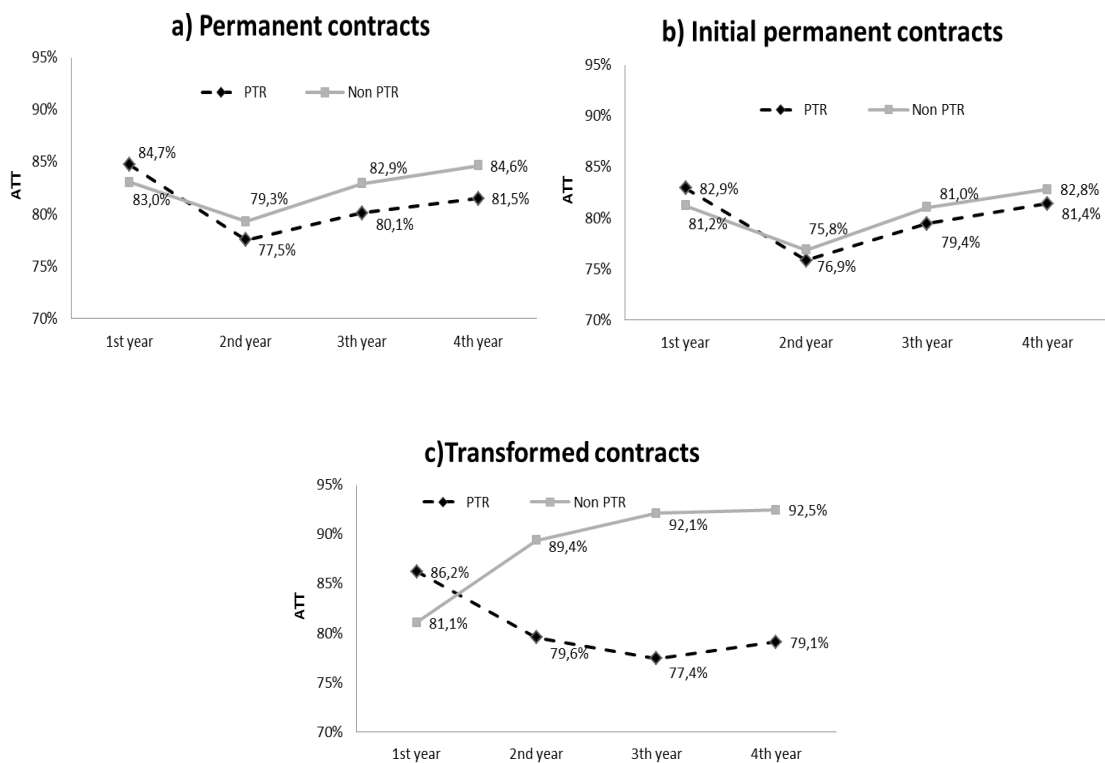 a) Permanent contracts
95%
90%
85%
80%
75%
70%
ATT
PTR
Non PTR
84,7%
83,0%
79,3%
77,5%
82,9%
80,1%
84,6%
81,5%
1st year
2nd year
3th year
4th year
b) Initial permanent contracts
95%
90%
85%
80%
75%
70%
ATT
PTR
Non PTR
82,9%
81,2%
75,8%
76,9%
81,0%
79,4%
82,8%
81,4%
1st year
2nd year
3th year
4th year
c)Transformed contracts
95%
90%
85%
80%
75%
70%
ATT
PTR
Non PTR
86,2%
81,1%
89,4%
79,6%
92,1%
77,4%
92,5%
79,1%
1st year
2nd year
3th year
4th year